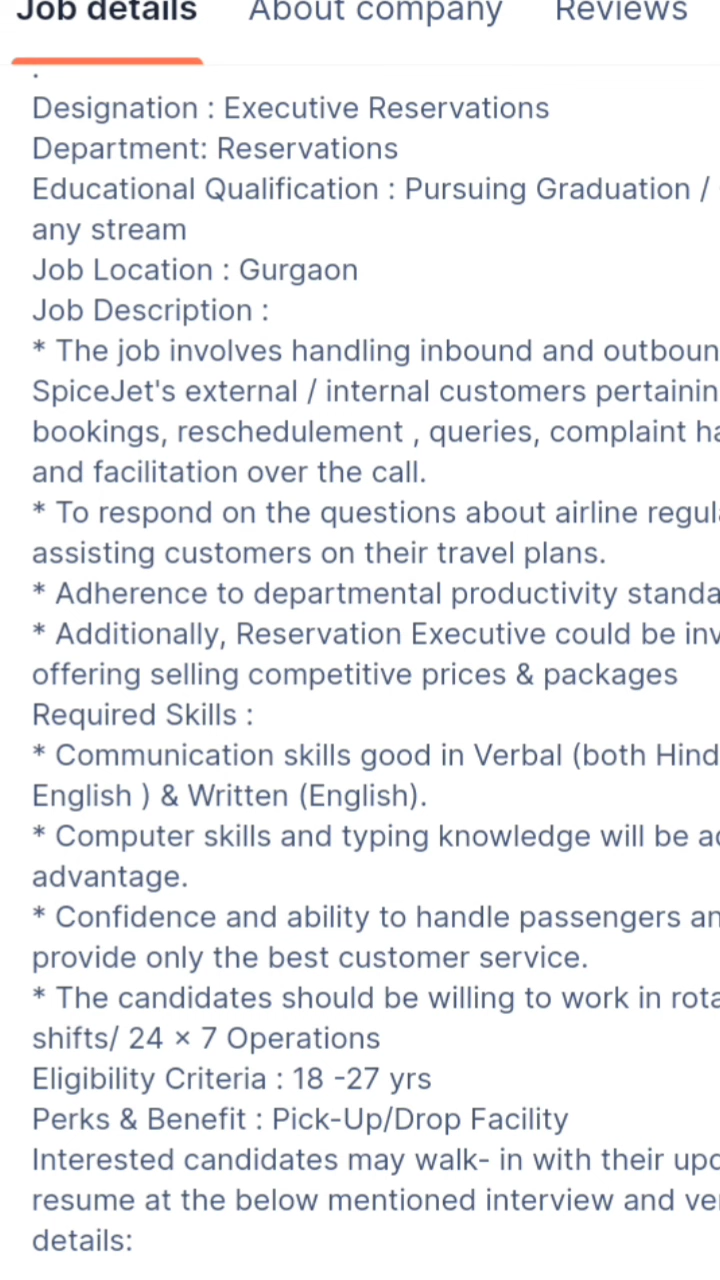 Job details About company Reviews
.
Designation : Executive Reservations
Department: Reservations
Educational Qualification : Pursuing Graduation /
any stream
Job Location : Gurgaon
Job Description :
* The job involves handling inbound and outboun
SpiceJet's external / internal customers pertainin
bookings, reschedulement , queries, complaint ha
and facilitation over the call.
* To respond on the questions about airline regula
assisting customers on their travel plans.
* Adherence to departmental productivity standa
* Additionally, Reservation Executive could be inv
offering selling competitive prices & packages
Required Skills :
* Communication skills good in Verbal (both Hind
English ) & Written (English).
* Computer skills and typing knowledge will be ad
advantage.
* Confidence and ability to handle passengers an
provide only the best customer service.
* The candidates should be willing to work in rota
shifts/ 24 × 7 Operations
Eligibility Criteria : 18 -27 yrs
Perks & Benefit : Pick-Up/Drop Facility
Interested candidates may walk- in with their upd
resume at the below mentioned interview and ve
details: